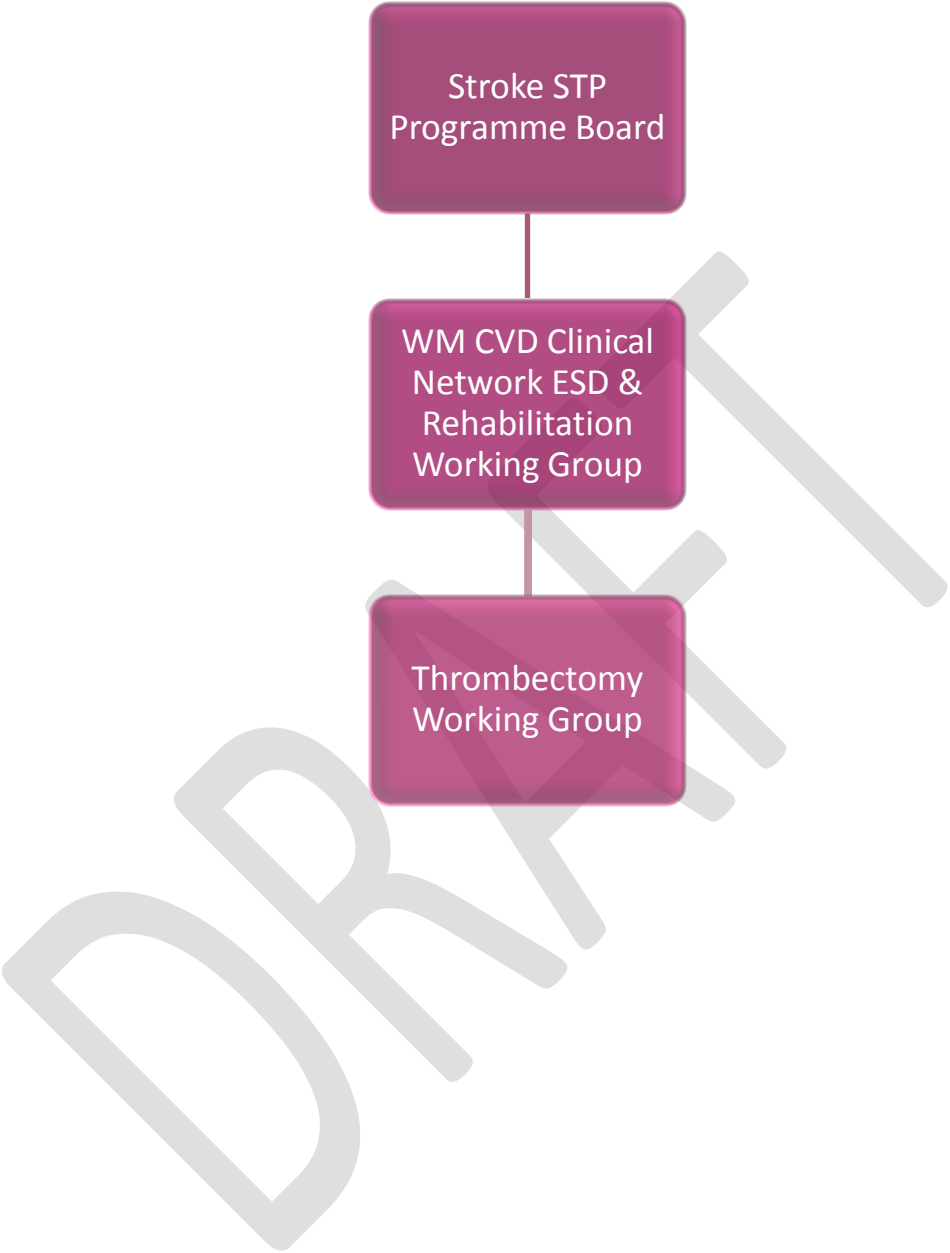 Stroke STP
Programme Board
WM CVD Clinical
Network ESD &
Rehabilitation
Working Group
Thrombectomy
Working Group
DRAFT